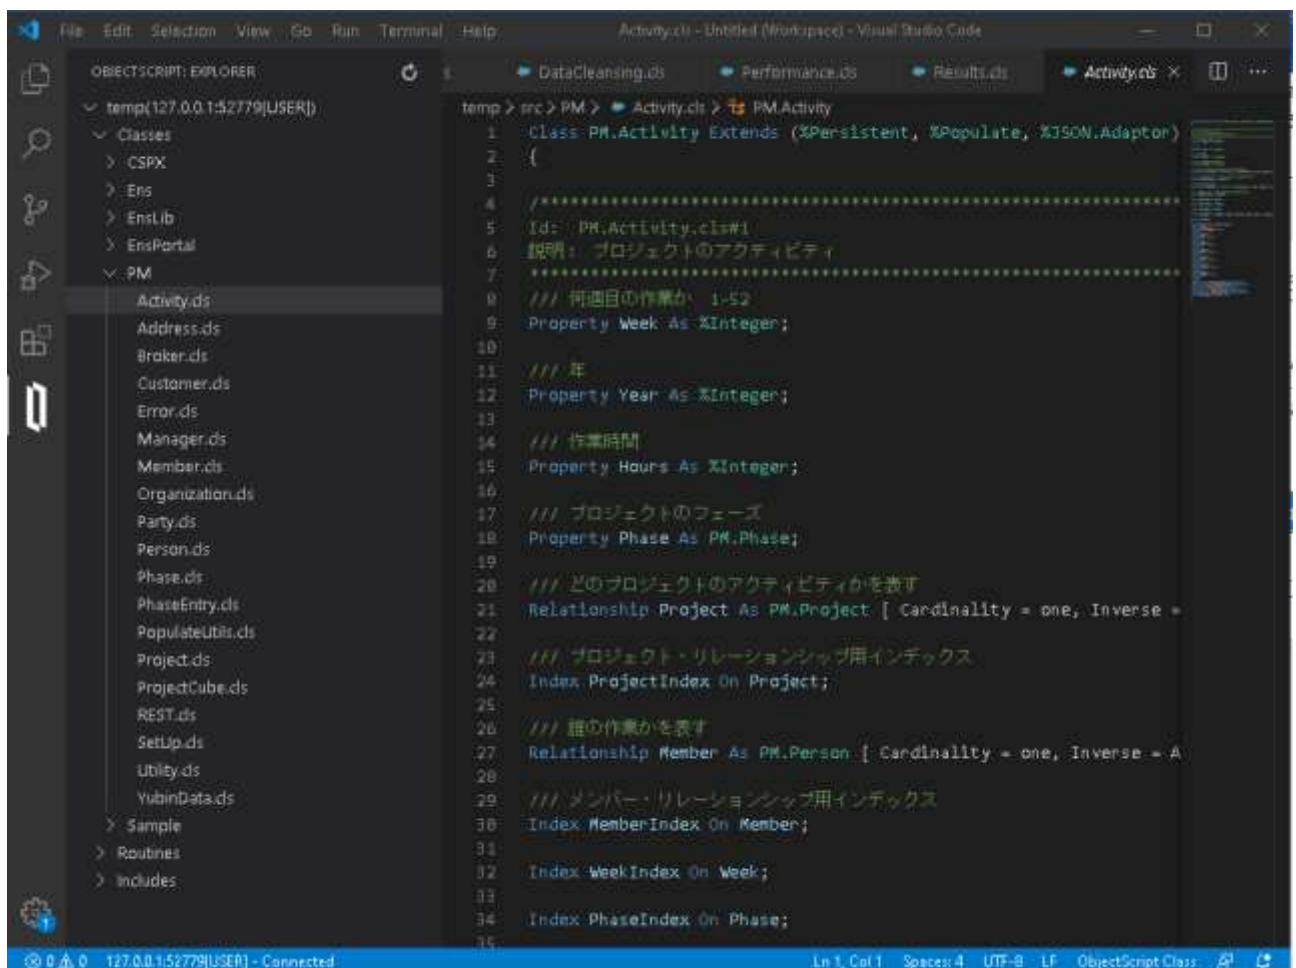 File Edit Selection View Go Run Terminal Help Activity.cls - Untitled (Workspace) - Visual Studio Code
OBJECTSCRIPT: EXPLORER
temp(127.0.0.1:52779[USER])
Classes
CSPX
Ens
EnsLib
EnsPortal
PM
Activity.cls
Address.cls
Broker.cls
Customer.cls
Error.cls
Manager.cls
Member.cls
Organization.cls
Party.cls
Person.cls
Phase.cls
PhaseEntry.cls
PopulateUtils.cls
Project.cls
ProjectCube.cls
REST.cls
SetUp.cls
Utility.cls
YubinData.cls
Sample
Routines
Includes
DataCleansing.cls Performance.cls Results.cls Activity.cls
temp > src > PM > Activity.cls > PM.Activity
1 Class PM.Activity Extends (%Persistent, %Populate, %JSON.Adaptor)
2 {
3
4 /***************************************************************************
5 Id: PM.Activity.cls#1
6 説明: プロジェクトのアクティビティ
7 ***************************************************************************
8 /// 何週目の作業か 1-52
9 Property Week As %Integer;
10
11 /// 年
12 Property Year As %Integer;
13
14 /// 作業時間
15 Property Hours As %Integer;
16
17 /// プロジェクトのフェーズ
18 Property Phase As PM.Phase;
19
20 /// どのプロジェクトのアクティビティかを表す
21 Relationship Project As PM.Project [ Cardinality = one, Inverse =
22
23 /// プロジェクト・リレーションシップ用インデックス
24 Index ProjectIndex On Project;
25
26 /// 誰の作業かを表す
27 Relationship Member As PM.Person [ Cardinality = one, Inverse = A
28
29 /// メンバー・リレーションシップ用インデックス
30 Index MemberIndex On Member;
31
32 Index WeekIndex On Week;
33
34 Index PhaseIndex On Phase;
35
1
0 0 127.0.0.1:52779[USER] - Connected Ln 1, Col 1 Spaces: 4 UTF-8 LF ObjectScript Class